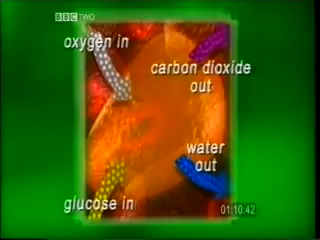 BBC TWO
oxygen in
carbon dioxide
out
water
out
glucose in
01:10:42